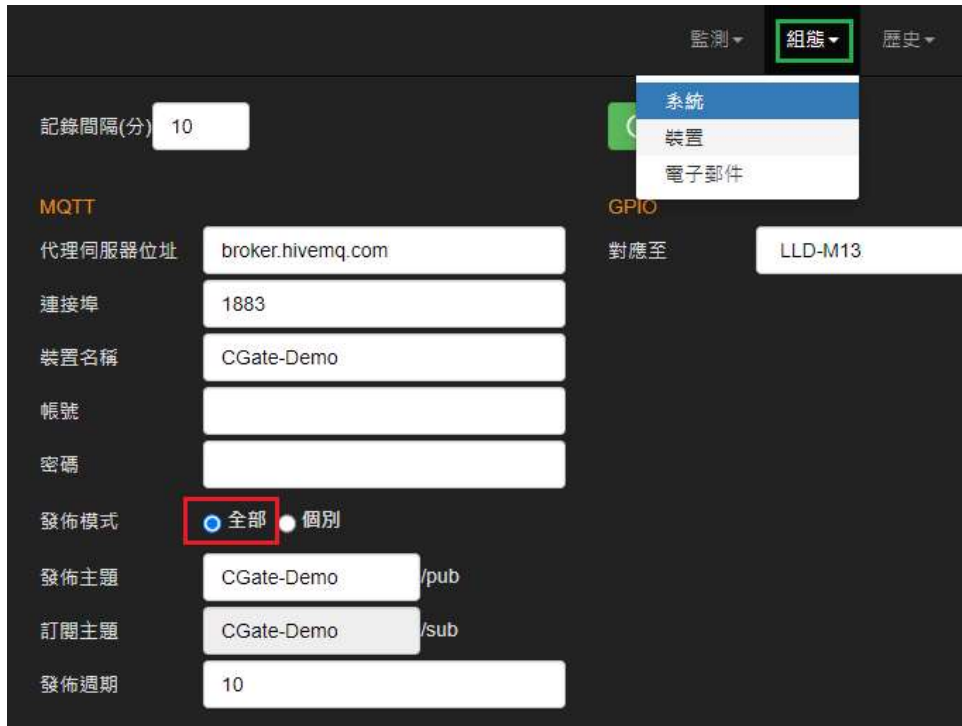 監測 組態 歷史
系統
記錄間隔(分) 10
裝置
電子郵件
MQTT GPIO
代理伺服器位址 broker.hivemq.com 對應至 LLD-M13
連接埠 1883
裝置名稱 CGate-Demo
帳號
密碼
發佈模式 全部 個別
發佈主題 CGate-Demo /pub
訂閱主題 CGate-Demo /sub
發佈週期 10